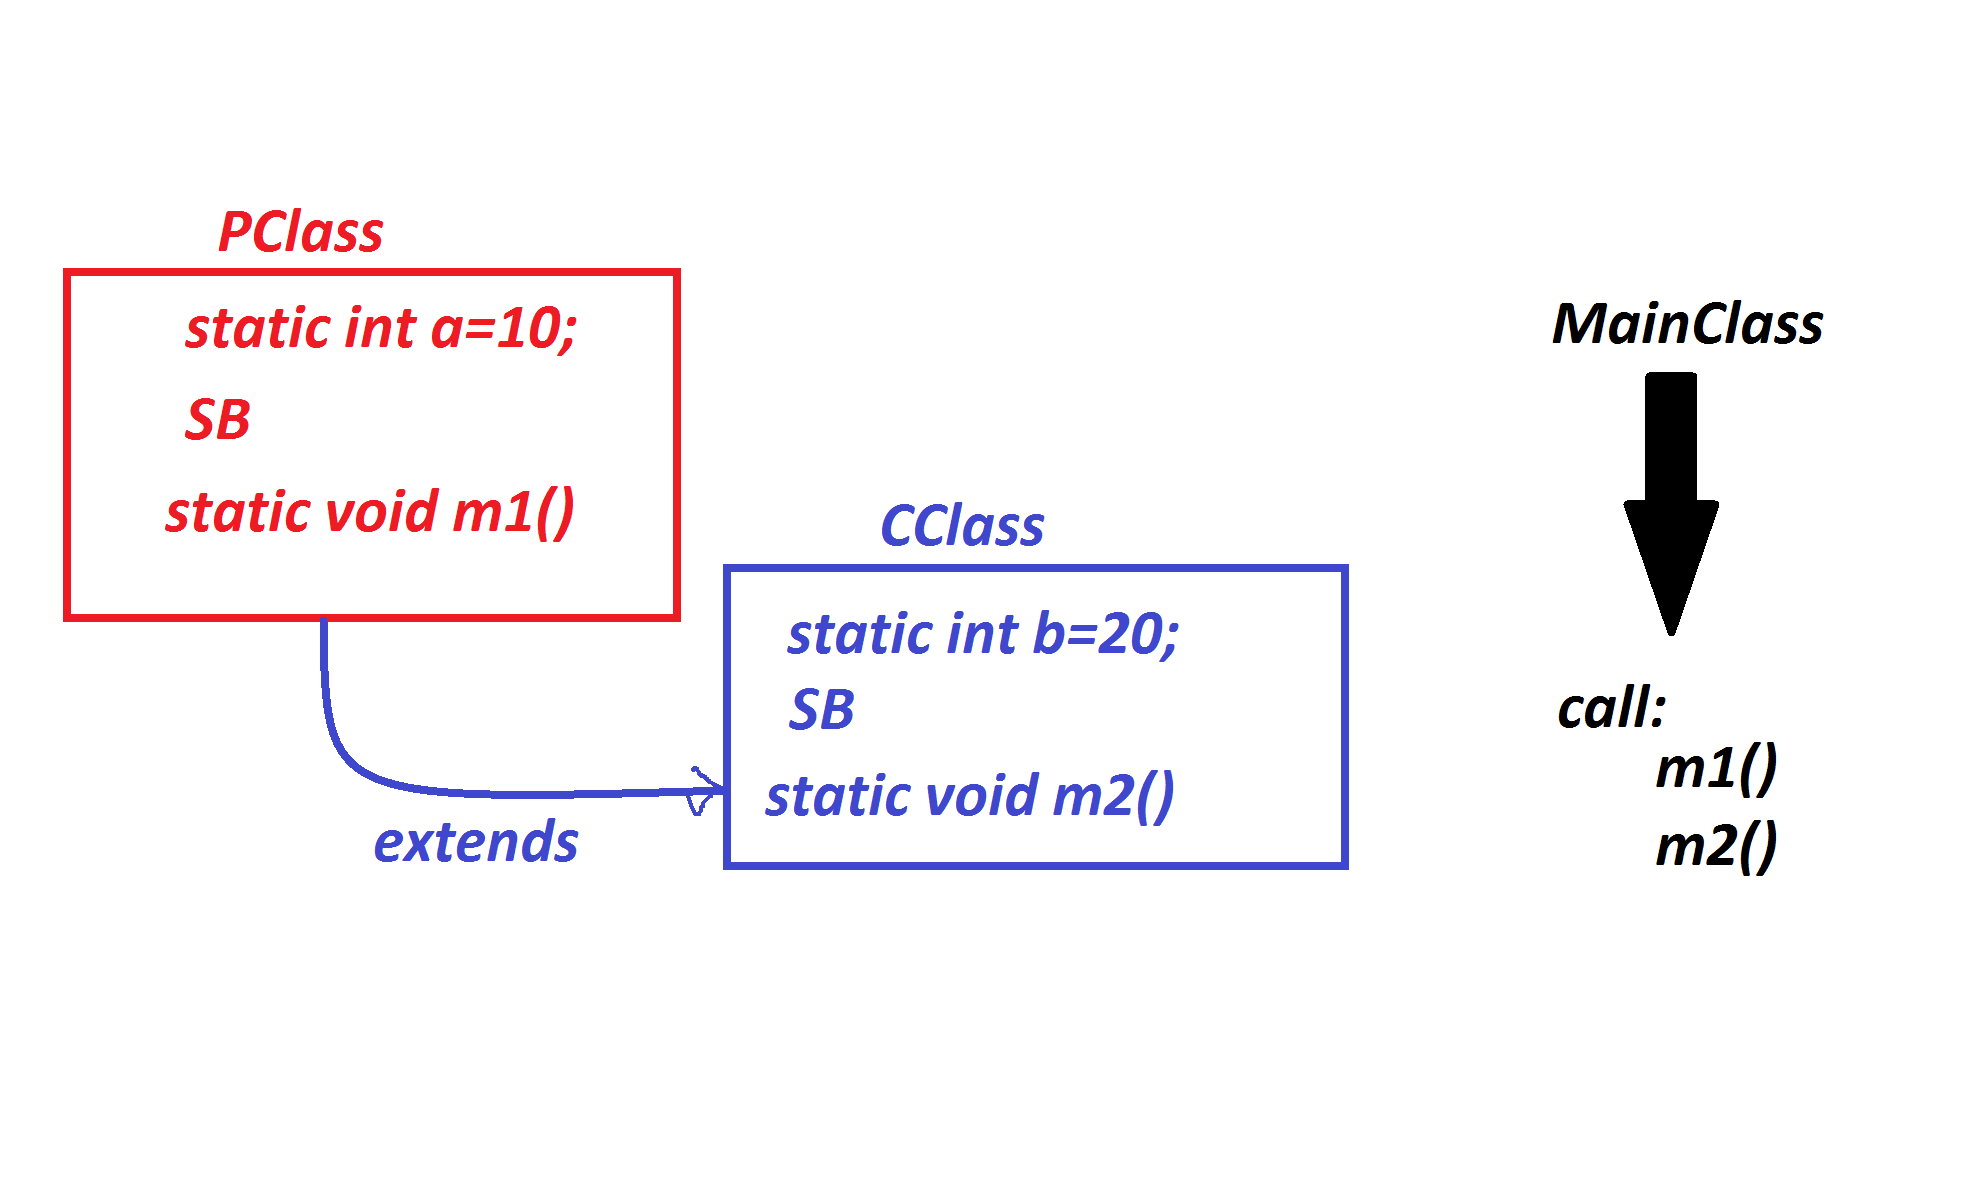 PClass
static int a=10;
SB
static void m1()
extends
CClass
static int b=20;
SB
static void m2()
MainClass
call:
m1()
m2()